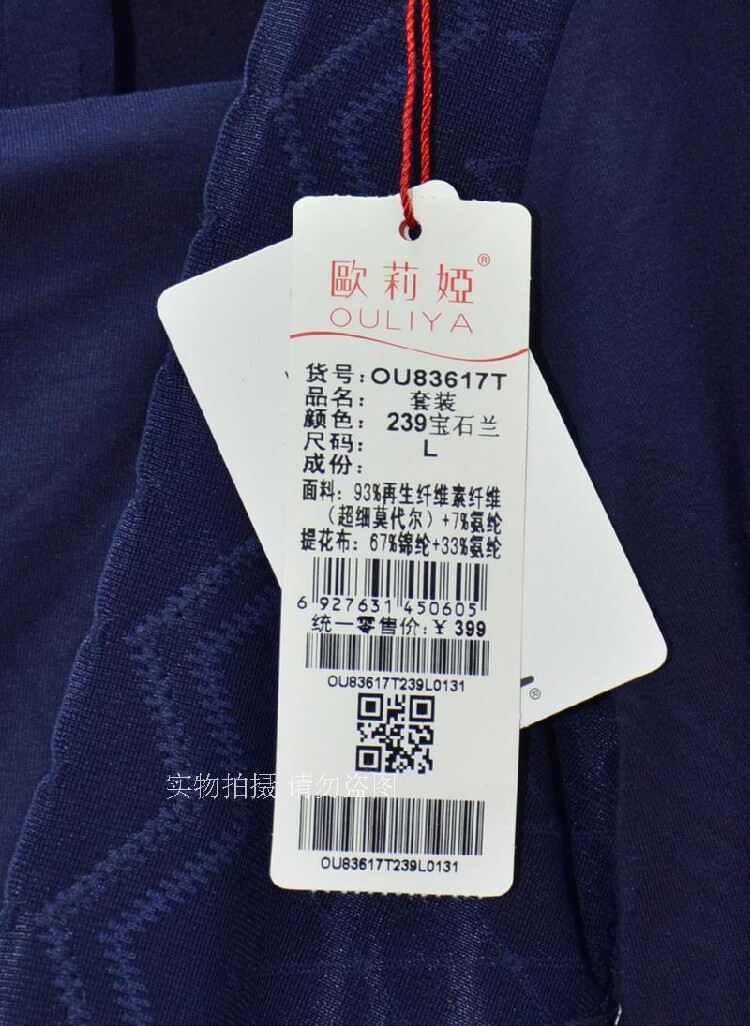 歐莉婭®
OULIYA
货号：OU83617T
品名： 套装
颜色： 239宝石兰
尺码： L
成份：
面料：93%再生纤维素纤维
（超细莫代尔）+7%氨纶
提花布：67%锦纶+33%氨纶
6 927631 450605
统一零售价：¥ 399
OU83617T239L0131
®
实物拍摄 请勿盗图
OU83617T239L0131